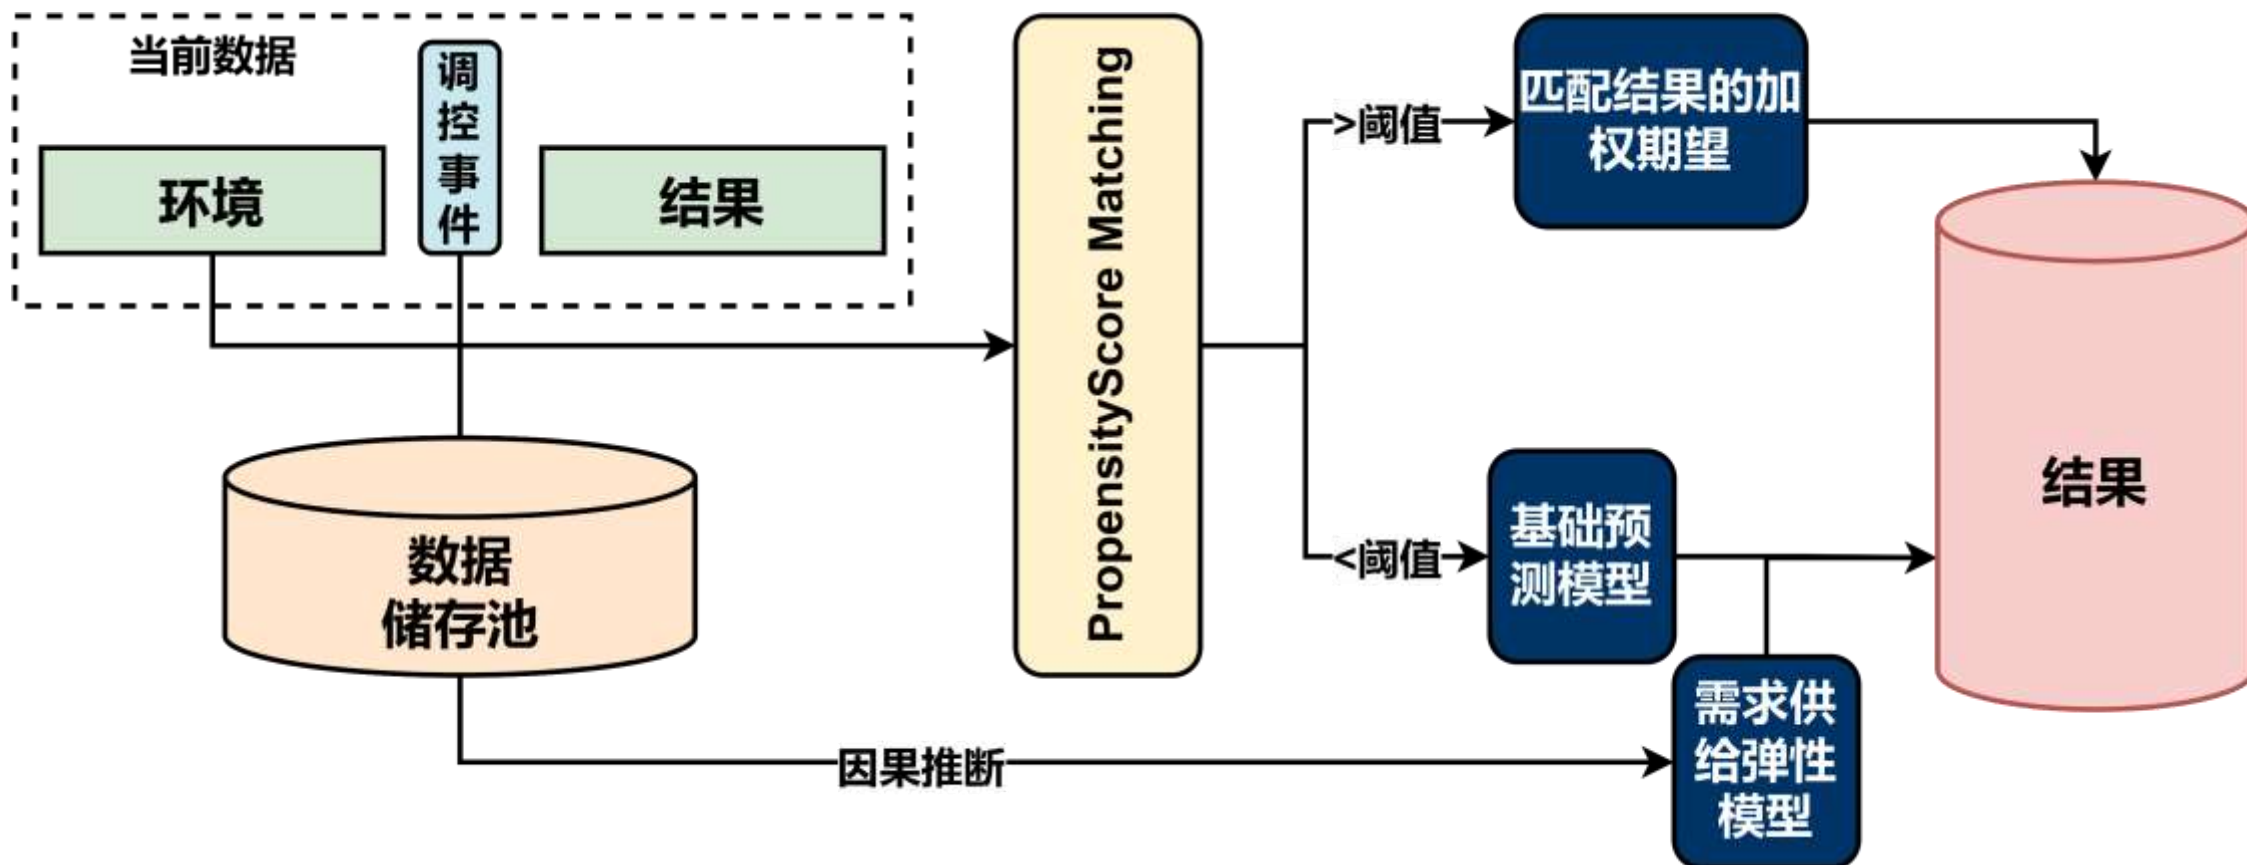 当前数据
调
控
事
件
环境
结果
数据
储存池
PropensityScore Matching
>阈值
匹配结果的加
权期望
<阈值
基础预
测模型
需求供
给弹性
模型
结果
因果推断